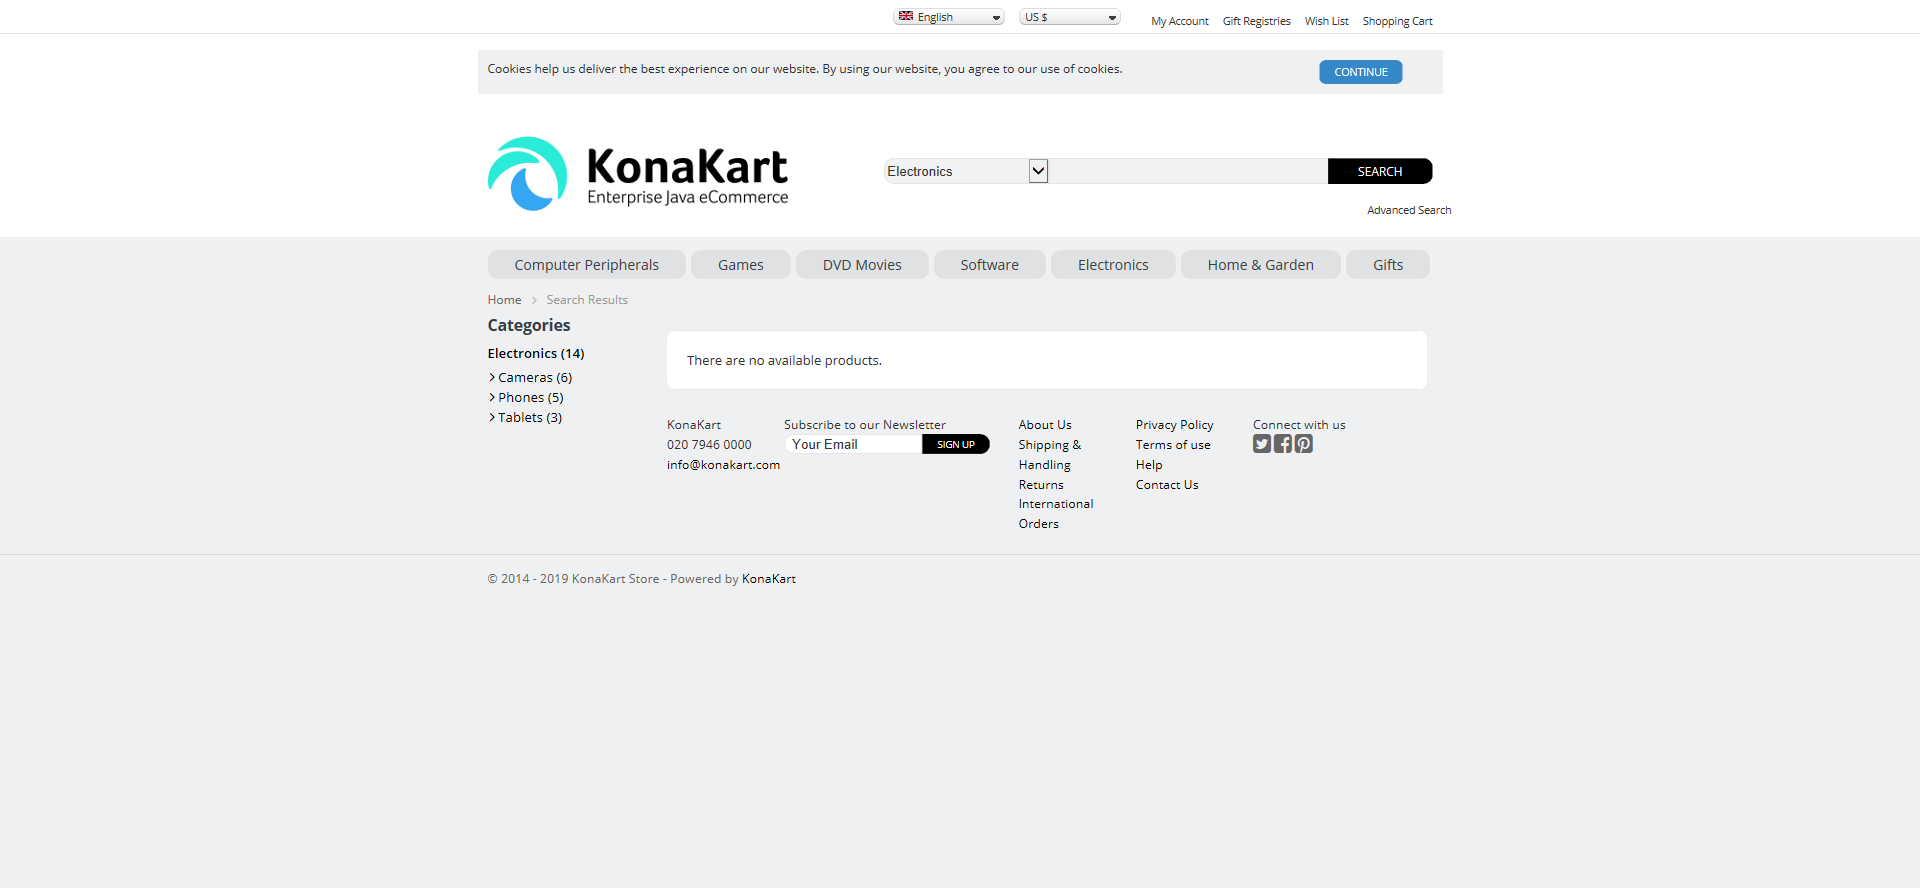 English
US $
My Account
Gift Registries
Wish List
Shopping Cart
Cookies help us deliver the best experience on our website. By using our website, you agree to our use of cookies.
CONTINUE
KonaKart
Enterprise Java eCommerce
Electronics
SEARCH
Advanced Search
Computer Peripherals
Games
DVD Movies
Software
Electronics
Home & Garden
Gifts
Home > Search Results
Categories
Electronics (14)
> Cameras (6)
> Phones (5)
> Tablets (3)
There are no available products.
KonaKart
020 7946 0000
info@konakart.com
Subscribe to our Newsletter
Your Email
SIGN UP
About Us
Shipping &
Handling
Returns
International
Orders
Privacy Policy
Terms of use
Help
Contact Us
Connect with us
© 2014 - 2019 KonaKart Store - Powered by KonaKart